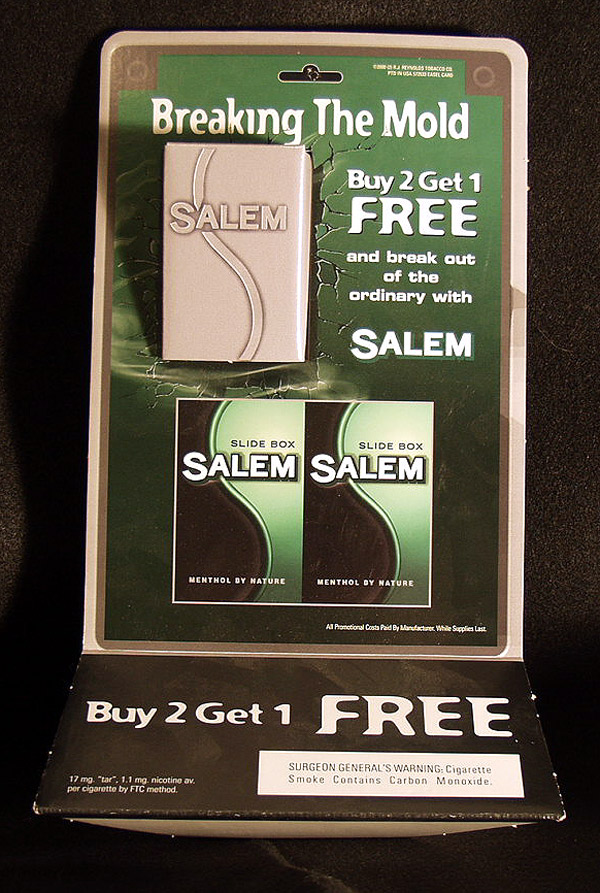 R.J. REYNOLDS TOBACCO CO.
Breaking The Mold
SALEM
Buy 2 Get 1
FREE
and break out
of the
ordinary with
SALEM
SLIDE BOX
SALEM
MENTHOL BY NATURE
SLIDE BOX
SALEM
MENTHOL BY NATURE
All Promotional Costs Paid By Manufacturer. While Supplies Last.
Buy 2 Get 1 FREE
17 mg. "tar", 1.1 mg. nicotine av.
per cigarette by FTC method.
SURGEON GENERAL'S WARNING: Cigarette
Smoke Contains Carbon Monoxide.